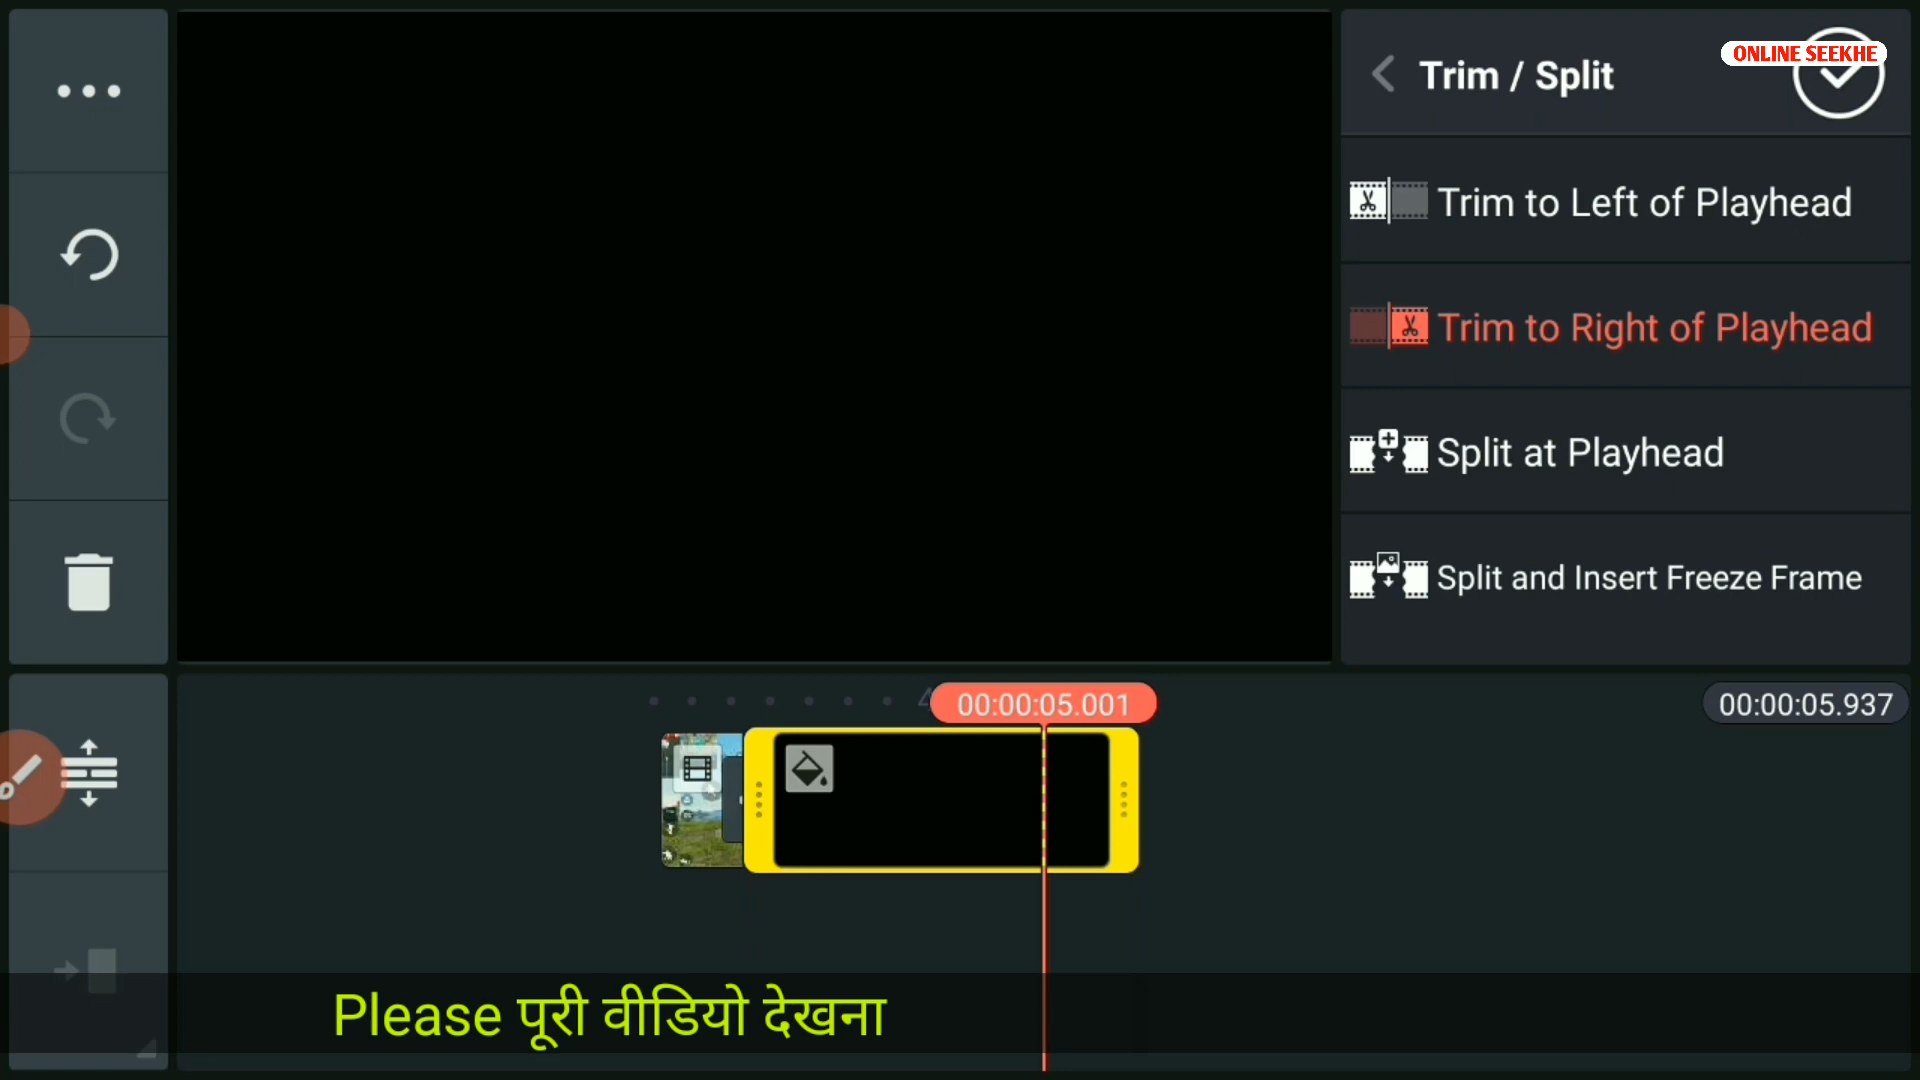 ONLINE SEEKHE
Trim / Split
Trim to Left of Playhead
Trim to Right of Playhead
Split at Playhead
Split and Insert Freeze Frame
00:00:05.001
00:00:05.937
Please पूरी वीडियो देखना